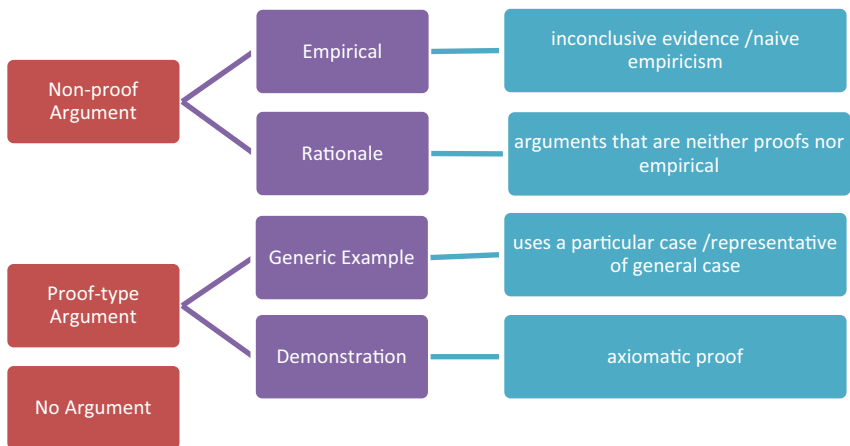 Non-proof
Argument
Empirical
inconclusive evidence /naive
empiricism
Rationale
arguments that are neither proofs nor
empirical
Proof-type
Argument
Generic Example
uses a particular case /representative
of general case
Demonstration
axiomatic proof
No Argument